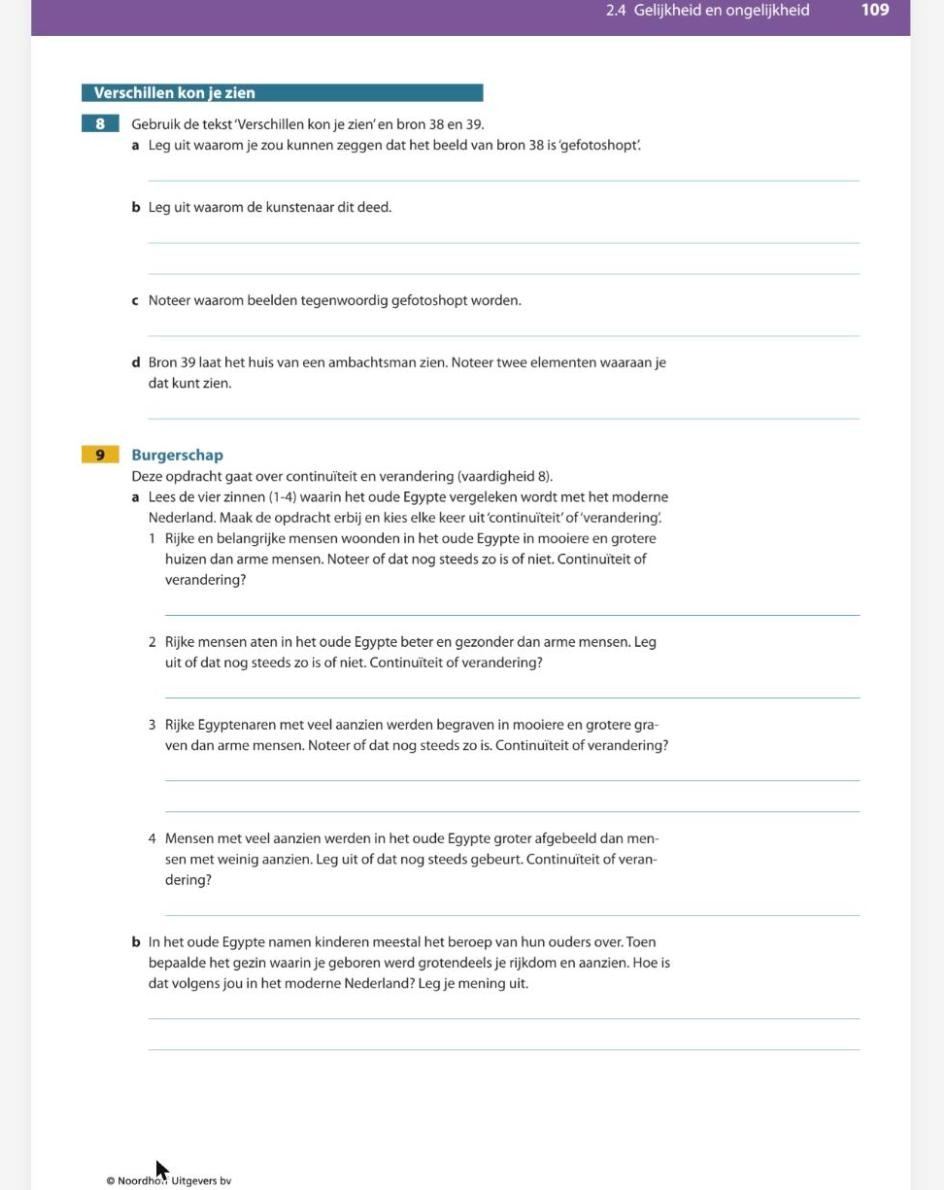 2.4 Gelijkheid en ongelijkheid 109
Verschillen kon je zien
8 Gebruik de tekst ‘Verschillen kon je zien’ en bron 38 en 39.
a Leg uit waarom je zou kunnen zeggen dat het beeld van bron 38 is ‘gefotoshopt’.
b Leg uit waarom de kunstenaar dit deed.
c Noteer waarom beelden tegenwoordig gefotoshopt worden.
d Bron 39 laat het huis van een ambachtsman zien. Noteer twee elementen waaraan je
dat kunt zien.
9 Burgerschap
Deze opdracht gaat over continuïteit en verandering (vaardigheid 8).
a Lees de vier zinnen (1-4) waarin het oude Egypte vergeleken wordt met het moderne
Nederland. Maak de opdracht erbij en kies elke keer uit ‘continuïteit’ of ‘verandering’.
1 Rijke en belangrijke mensen woonden in het oude Egypte in mooiere en grotere
huizen dan arme mensen. Noteer of dat nog steeds zo is of niet. Continuïteit of
verandering?
2 Rijke mensen aten in het oude Egypte beter en gezonder dan arme mensen. Leg
uit of dat nog steeds zo is of niet. Continuïteit of verandering?
3 Rijke Egyptenaren met veel aanzien werden begraven in mooiere en grotere gra-
ven dan arme mensen. Noteer of dat nog steeds zo is. Continuïteit of verandering?
4 Mensen met veel aanzien werden in het oude Egypte groter afgebeeld dan men-
sen met weinig aanzien. Leg uit of dat nog steeds gebeurt. Continuïteit of veran-
dering?
b In het oude Egypte namen kinderen meestal het beroep van hun ouders over. Toen
bepaalde het gezin waarin je geboren werd grotendeels je rijkdom en aanzien. Hoe is
dat volgens jou in het moderne Nederland? Leg je mening uit.
© Uitgevers bv